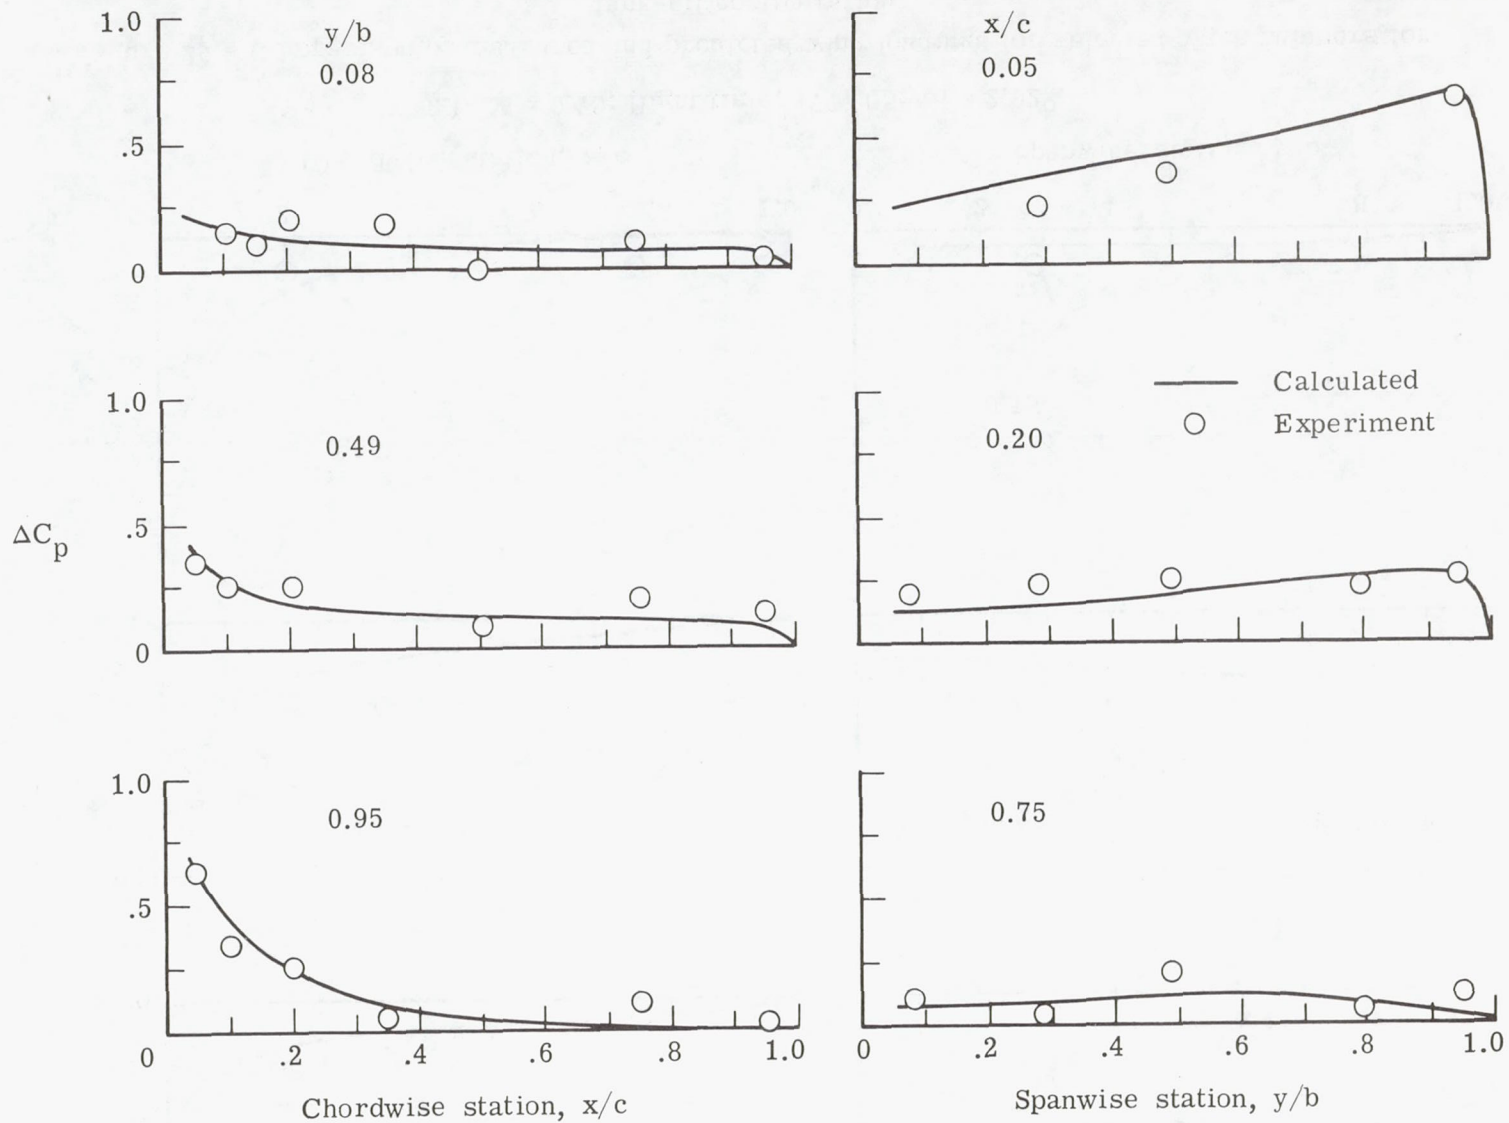 1.0
y/b
0.08
.5
0
x/c
0.05
1.0
0.49
.5
0
ΔCp
Calculated
Experiment
0.20
1.0
0.95
.5
0 .2 .4 .6 .8 1.0
Chordwise station, x/c
0.75
0 .2 .4 .6 .8 1.0
Spanwise station, y/b